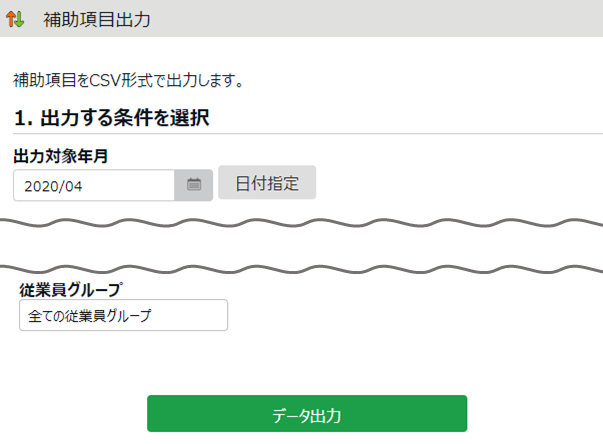 補助項目出力
補助項目をCSV形式で出力します。
1. 出力する条件を選択
出力対象年月
2020/04 日付指定
従業員グループ
全ての従業員グループ
データ出力